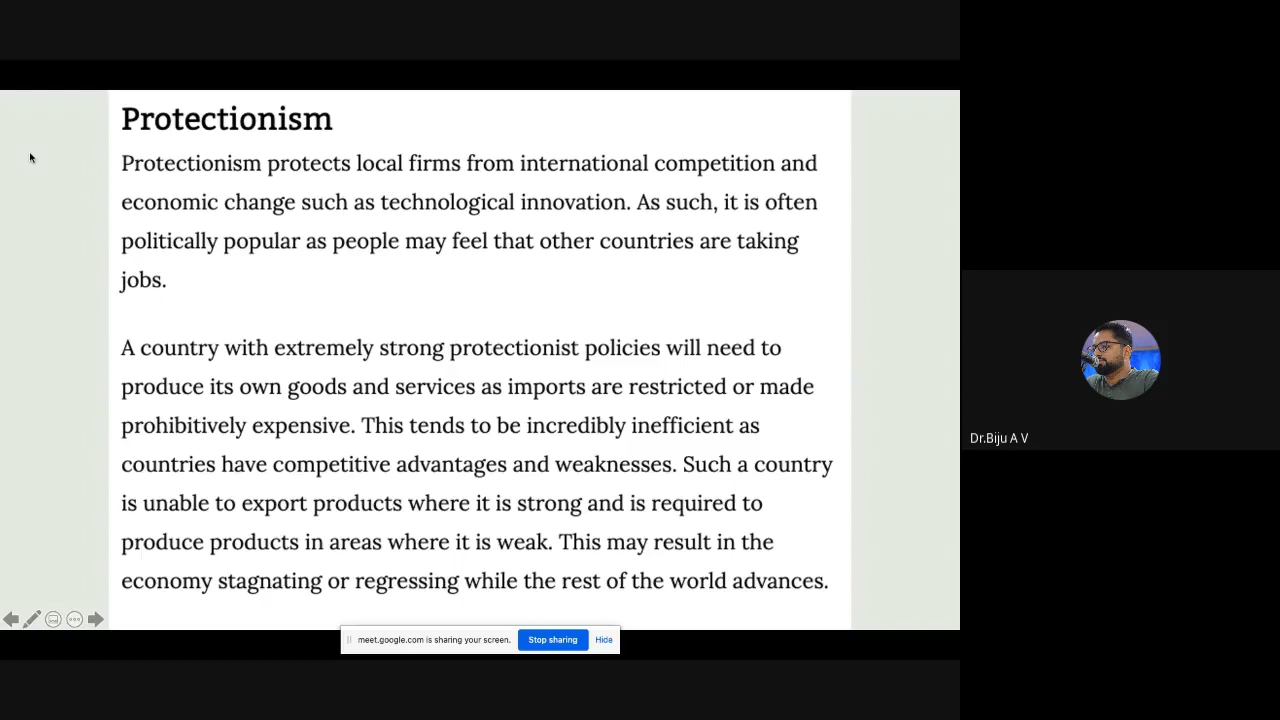 Protectionism
Protectionism protects local firms from international competition and
economic change such as technological innovation. As such, it is often
politically popular as people may feel that other countries are taking
jobs.
A country with extremely strong protectionist policies will need to
produce its own goods and services as imports are restricted or made
prohibitively expensive. This tends to be incredibly inefficient as
countries have competitive advantages and weaknesses. Such a country
is unable to export products where it is strong and is required to
produce products in areas where it is weak. This may result in the
economy stagnating or regressing while the rest of the world advances.
Dr.Biju A V
meet.google.com is sharing your screen.
Stop sharing
Hide